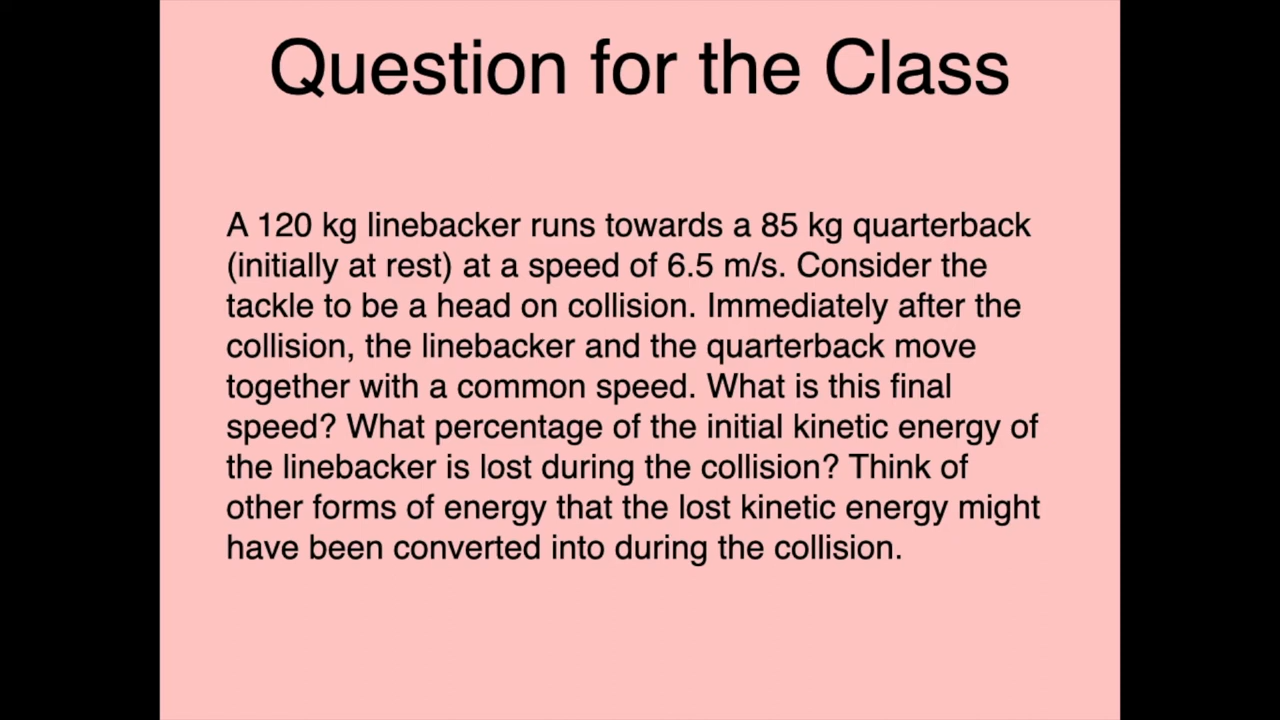 Question for the Class
A 120 kg linebacker runs towards a 85 kg quarterback
(initially at rest) at a speed of 6.5 m/s. Consider the
tackle to be a head on collision. Immediately after the
collision, the linebacker and the quarterback move
together with a common speed. What is this final
speed? What percentage of the initial kinetic energy of
the linebacker is lost during the collision? Think of
other forms of energy that the lost kinetic energy might
have been converted into during the collision.